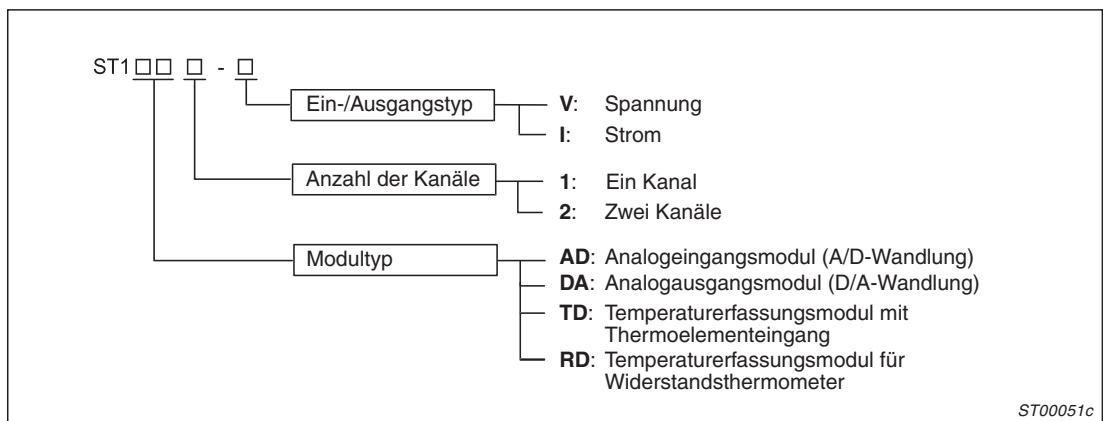 ST1□□ □ - □
Ein-/Ausgangstyp
V: Spannung
I: Strom
Anzahl der Kanäle
1: Ein Kanal
2: Zwei Kanäle
Modultyp
AD: Analogeingangsmodul (A/D-Wandlung)
DA: Analogausgangsmodul (D/A-Wandlung)
TD: Temperaturerfassungsmodul mit
Thermoelementeingang
RD: Temperaturerfassungsmodul für
Widerstandsthermometer
ST00051c